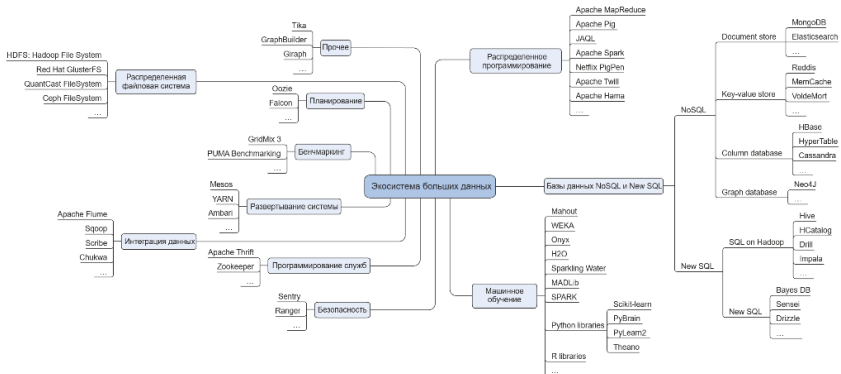 Экосистема больших данных
Прочее
Tika
GraphBuilder
Giraph
...
Распределенная
файловая система
HDFS: Hadoop File System
Red Hat GlusterFS
QuantCast FileSystem
Ceph FileSystem
...
Планирование
Oozie
Falcon
...
Бенчмаркинг
GridMix 3
PUMA Benchmarking
...
Развертывание системы
Mesos
YARN
Ambari
...
Интеграция данных
Apache Flume
Sqoop
Scribe
Chukwa
...
Программирование служб
Apache Thrift
Zookeeper
...
Безопасность
Sentry
Ranger
...
Распределенное
программирование
Apache MapReduce
Apache Pig
JAQL
Apache Spark
Netflix PigPen
Apache Twill
Apache Hama
...
Базы данных NoSQL и New SQL
NoSQL
Document store
MongoDB
Elasticsearch
...
Key-value store
Reddis
MemCache
VoldeMort
...
Column database
HBase
HyperTable
Cassandra
...
Graph database
Neo4J
...
New SQL
SQL on Hadoop
Hive
HCatalog
Drill
Impala
...
New SQL
Bayes DB
Sensei
Drizzle
...
Машинное
обучение
Mahout
WEKA
Onyx
H2O
Sparkling Water
MADLib
SPARK
Python libraries
Scikit-learn
PyBrain
PyLearn2
Theano
R libraries
...